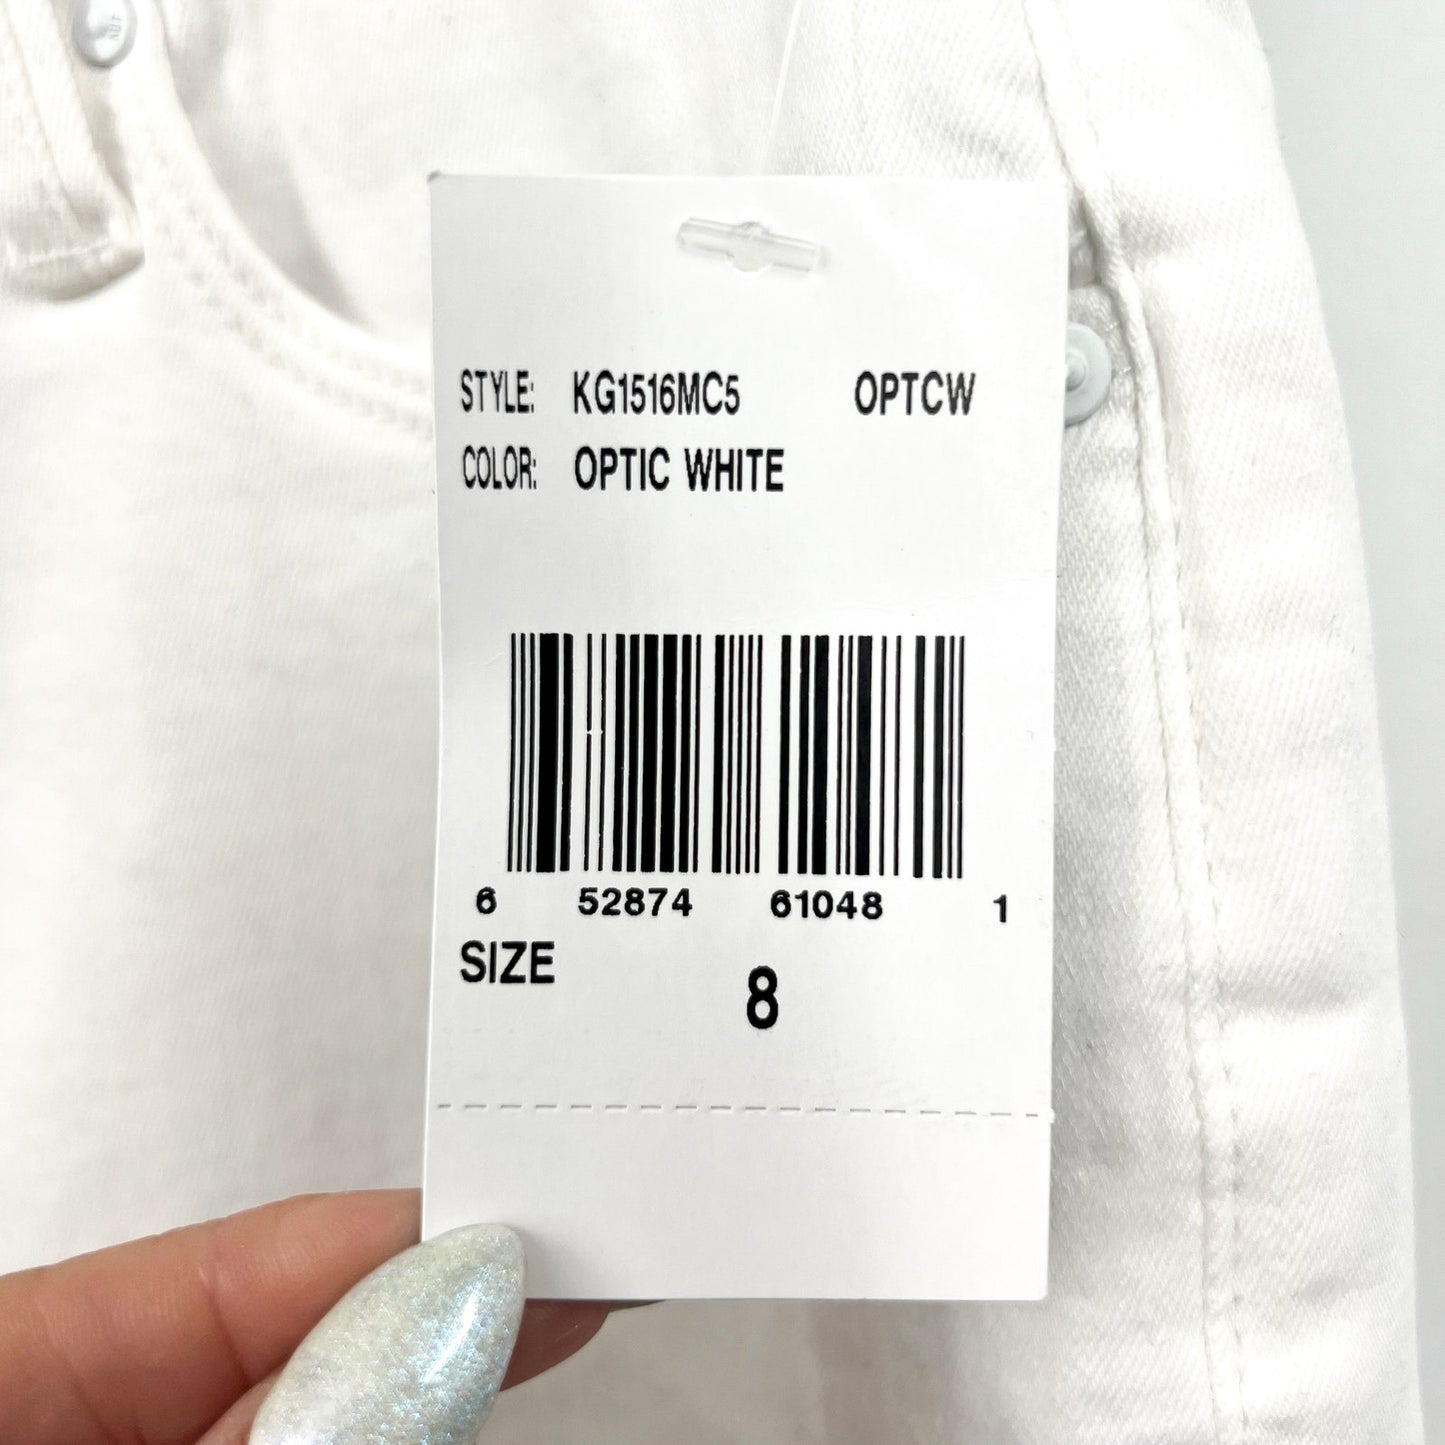 STYLE: KG1516MC5 OPTCW
COLOR: OPTIC WHITE
6 52874 61048 1
SIZE
8